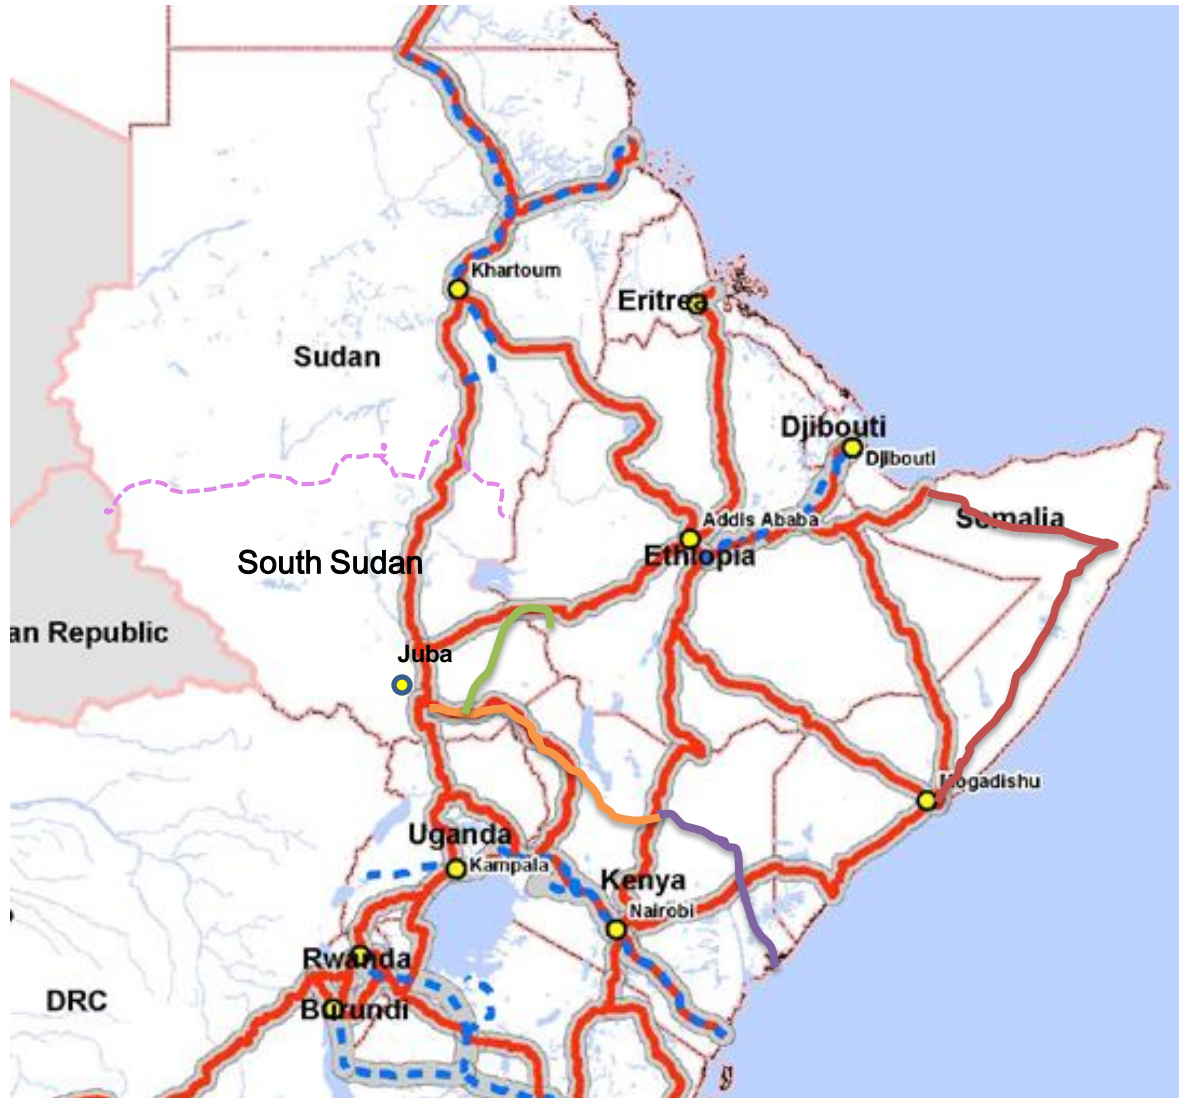 Khartoum
Eritrea
Sudan
Djibouti
Djibouti
Addis Ababa
Somalia
Ethiopia
South Sudan
an Republic
Juba
Mogadishu
Uganda
Kampala
Kenya
Nairobi
Rwanda
DRC
Burundi